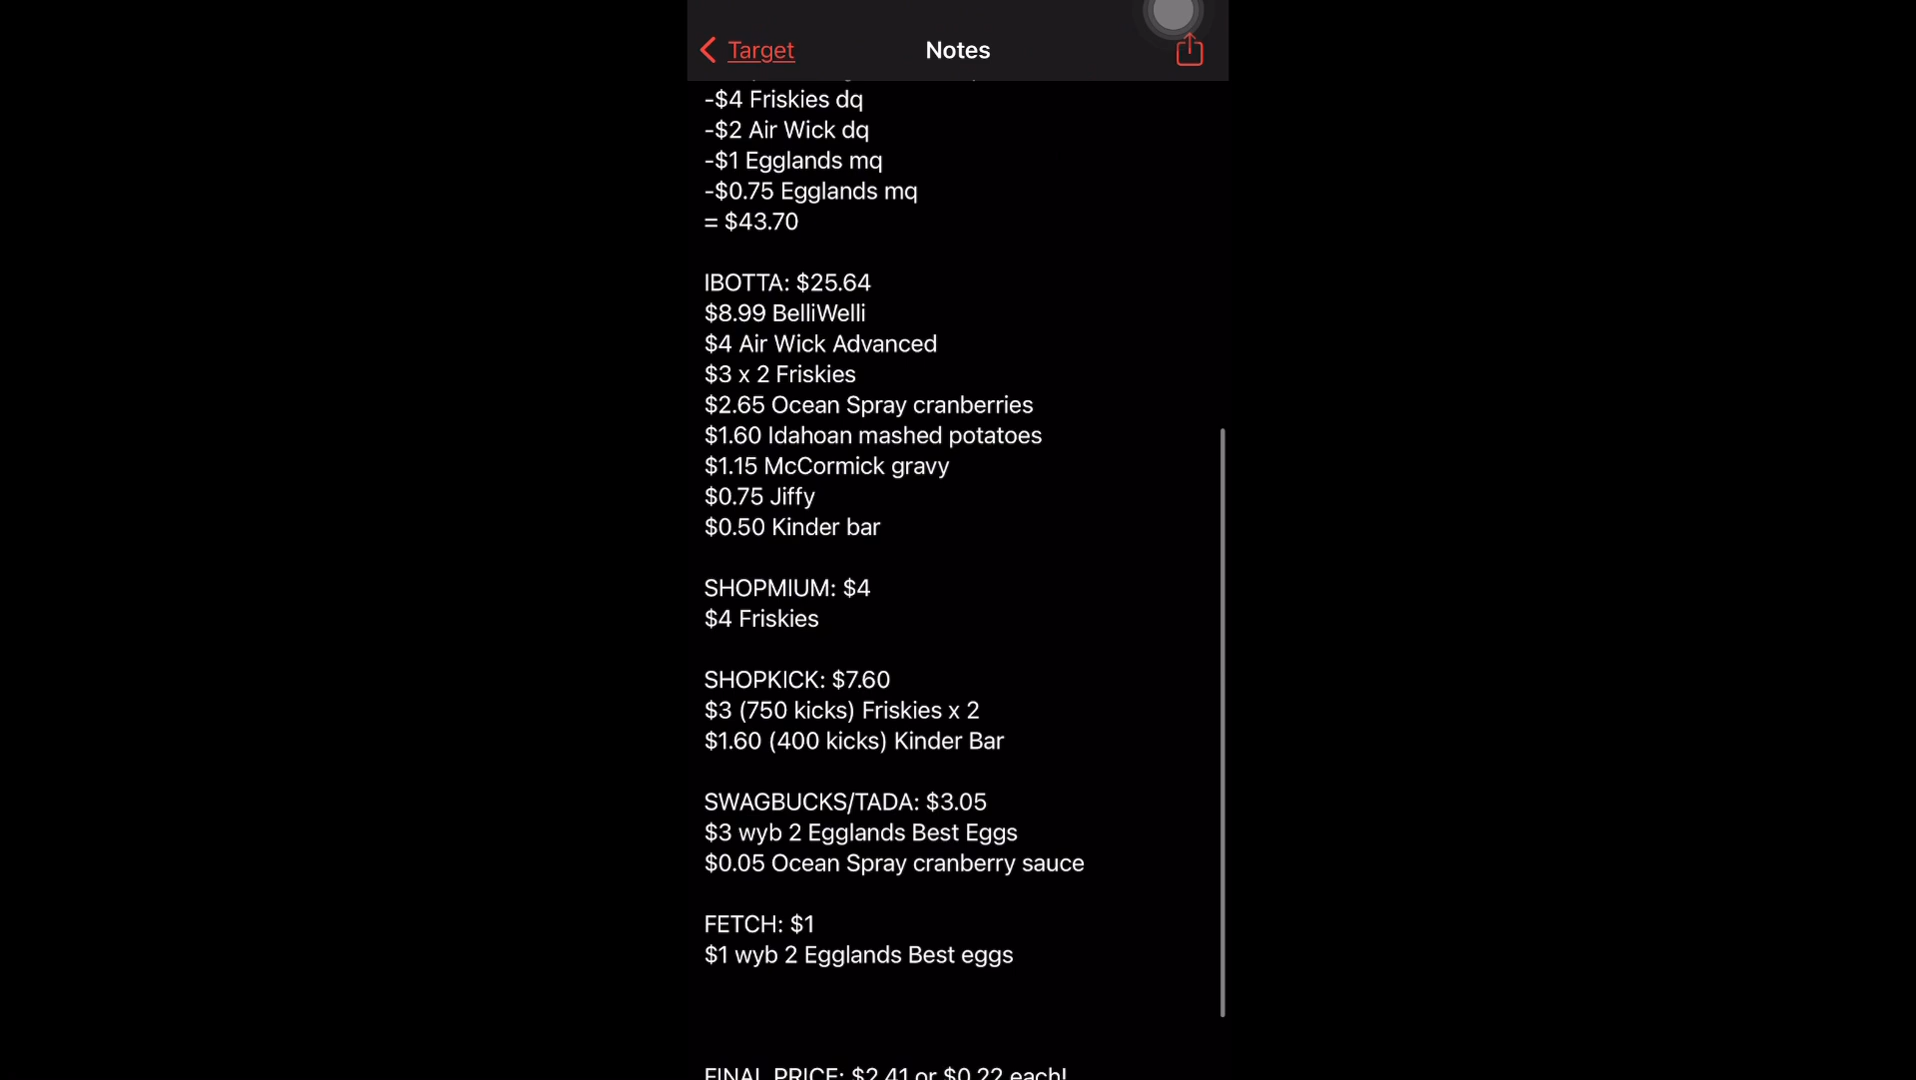 Target
Notes
-$4 Friskies dq
-$2 Air Wick dq
-$1 Egglands mq
-$0.75 Egglands mq
= $43.70
IBOTTA: $25.64
$8.99 BelliWelli
$4 Air Wick Advanced
$3 x 2 Friskies
$2.65 Ocean Spray cranberries
$1.60 Idahoan mashed potatoes
$1.15 McCormick gravy
$0.75 Jiffy
$0.50 Kinder bar
SHOPMIUM: $4
$4 Friskies
SHOPKICK: $7.60
$3 (750 kicks) Friskies x 2
$1.60 (400 kicks) Kinder Bar
SWAGBUCKS/TADA: $3.05
$3 wyb 2 Egglands Best Eggs
$0.05 Ocean Spray cranberry sauce
FETCH: $1
$1 wyb 2 Egglands Best eggs
FINAL PRICE: $2.41 or $0.22 each!